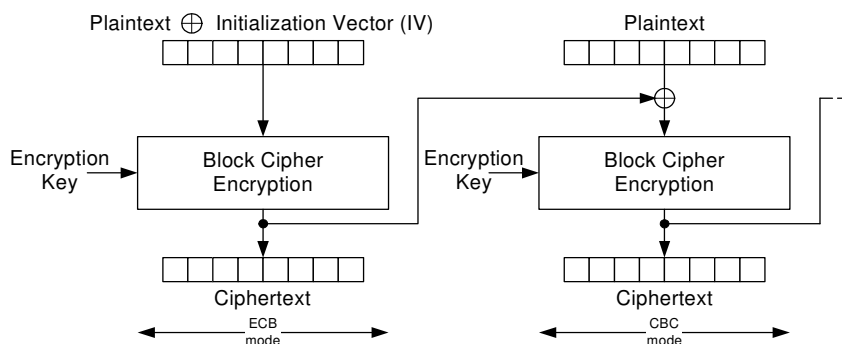 Plaintext ⊕ Initialization Vector (IV)
Plaintext
Encryption
Key
Block Cipher
Encryption
Encryption
Key
Block Cipher
Encryption
Ciphertext
Ciphertext
ECB
mode
CBC
mode